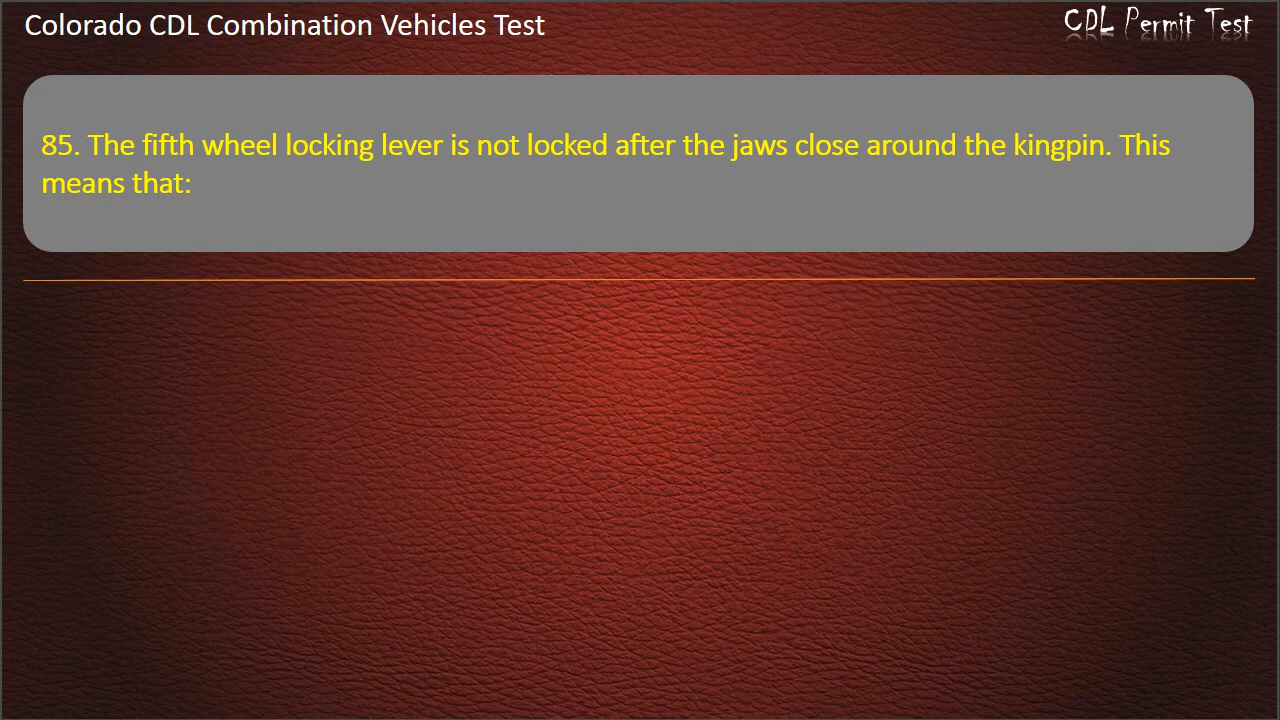 Colorado CDL Combination Vehicles Test
CDL Permit Test
85. The fifth wheel locking lever is not locked after the jaws close around the kingpin. This
means that: